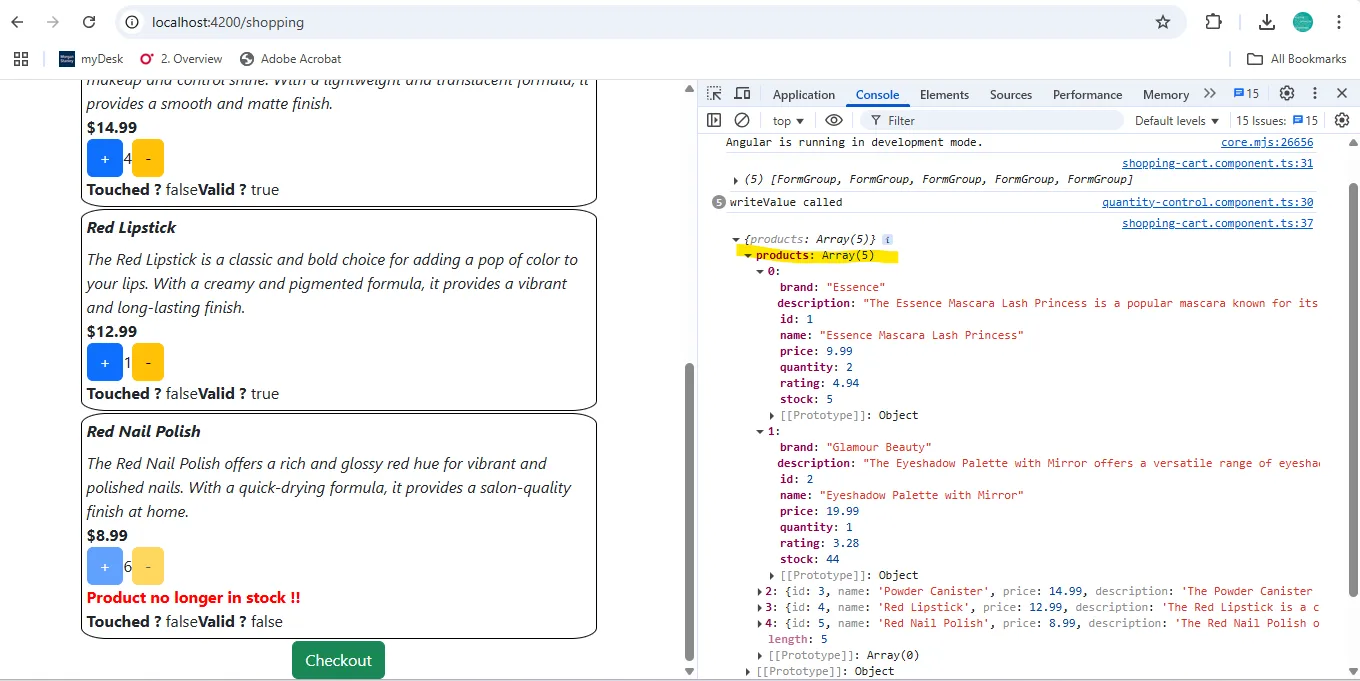 localhost:4200/shopping
myDesk
2. Overview
Adobe Acrobat
All Bookmarks
makeup and control shine. With a lightweight and translucent formula, it
provides a smooth and matte finish.
$14.99
+ 4 -
Touched ? falseValid ? true
Red Lipstick
The Red Lipstick is a classic and bold choice for adding a pop of color to
your lips. With a creamy and pigmented formula, it provides a vibrant
and long-lasting finish.
$12.99
+ 1 -
Touched ? falseValid ? true
Red Nail Polish
The Red Nail Polish offers a rich and glossy red hue for vibrant and
polished nails. With a quick-drying formula, it provides a salon-quality
finish at home.
$8.99
+ 6 -
Product no longer in stock !!
Touched ? falseValid ? false
Checkout
Application Console Elements Sources Performance Memory 15
top Filter Default levels 15 Issues: 15
Angular is running in development mode. core.mjs:26656
shopping-cart.component.ts:31
(5) [FormGroup, FormGroup, FormGroup, FormGroup, FormGroup]
5 writeValue called quantity-control.component.ts:30
shopping-cart.component.ts:37
{products: Array(5)} i
products: Array(5)
0:
brand: "Essence"
description: "The Essence Mascara Lash Princess is a popular mascara known for its
id: 1
name: "Essence Mascara Lash Princess"
price: 9.99
quantity: 2
rating: 4.94
stock: 5
[[Prototype]]: Object
1:
brand: "Glamour Beauty"
description: "The Eyeshadow Palette with Mirror offers a versatile range of eyesha
id: 2
name: "Eyeshadow Palette with Mirror"
price: 19.99
quantity: 1
rating: 3.28
stock: 44
[[Prototype]]: Object
2: {id: 3, name: 'Powder Canister', price: 14.99, description: 'The Powder Canister
3: {id: 4, name: 'Red Lipstick', price: 12.99, description: 'The Red Lipstick is a c
4: {id: 5, name: 'Red Nail Polish', price: 8.99, description: 'The Red Nail Polish o
length: 5
[[Prototype]]: Array(0)
[[Prototype]]: Object